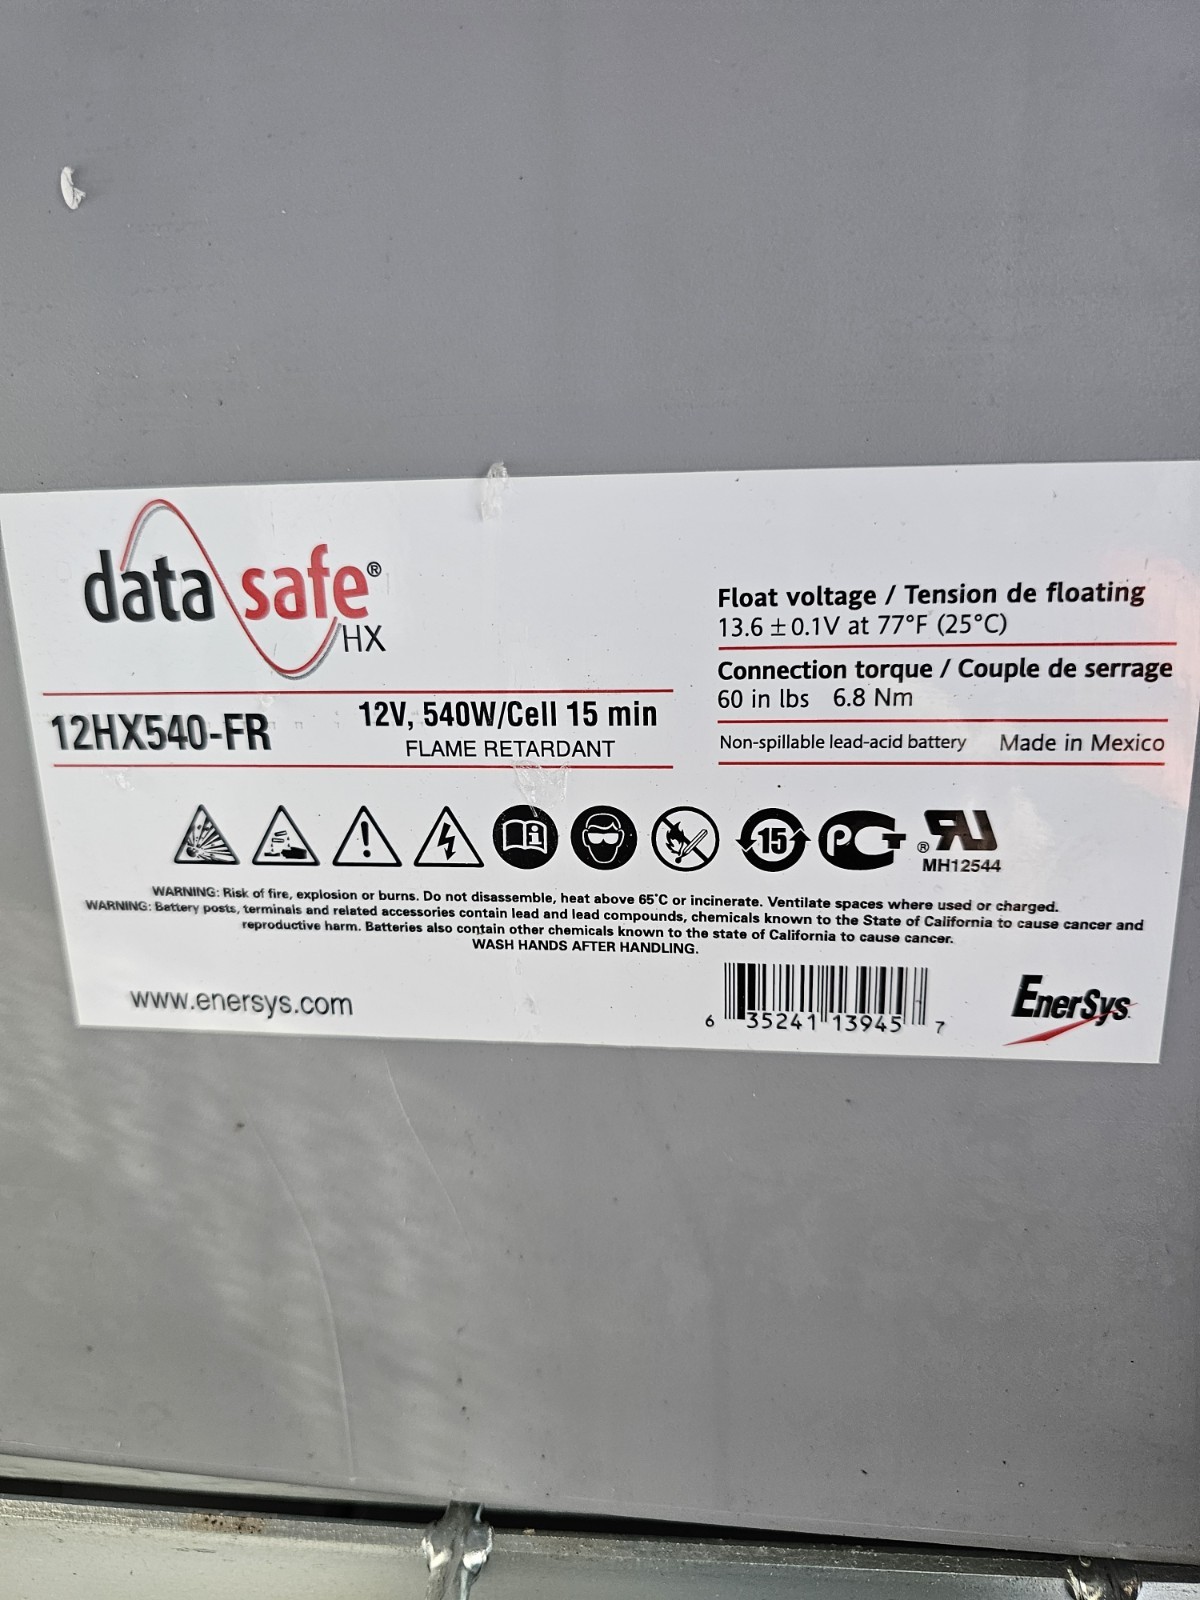 data safe®
HX
12HX540-FR
12V, 540W/Cell 15 min
FLAME RETARDANT
Float voltage / Tension de floating
13.6 ± 0.1V at 77°F (25°C)
Connection torque / Couple de serrage
60 in lbs 6.8 Nm
Non-spillable lead-acid battery Made in Mexico
15
PCT
®
MH12544
WARNING: Risk of fire, explosion or burns. Do not disassemble, heat above 65°C or incinerate. Ventilate spaces where used or charged.
WARNING: Battery posts, terminals and related accessories contain lead and lead compounds, chemicals known to the State of California to cause cancer and
reproductive harm. Batteries also contain other chemicals known to the state of California to cause cancer.
WASH HANDS AFTER HANDLING.
www.enersys.com
6 35241 13945 7
EnerSys